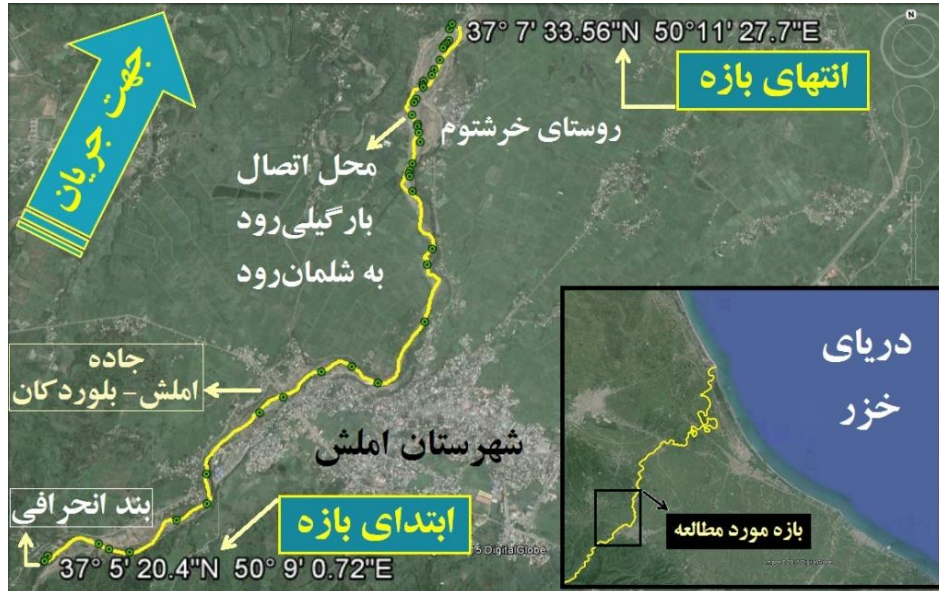 37° 7' 33.56"N 50°11' 27.7"E
N
انتهای بازه
جهت جریان
روستای خرشتوم
محل اتصال
بارگیلی‌رود
به شلمان‌رود
جاده
املش - بلوردکان
شهرستان املش
دریای
خزر
بازه مورد مطالعه
بند انحرافی
ابتدای بازه
5 DigitalGlobe
37° 5' 20.4"N 50° 9' 0.72"E